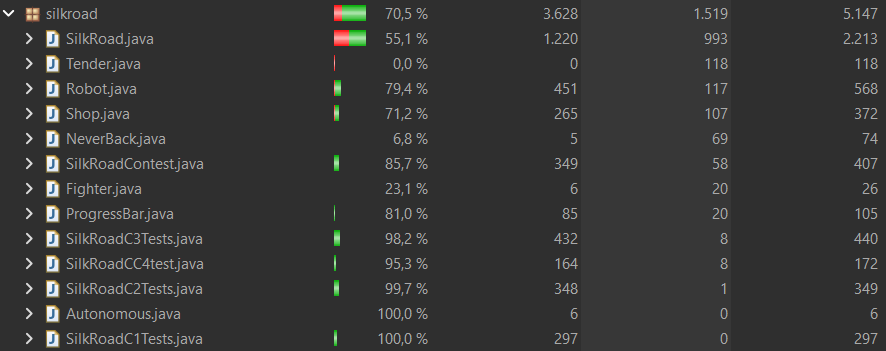 silkroad 70,5 % 3.628 1.519 5.147
SilkRoad.java 55,1 % 1.220 993 2.213
Tender.java 0,0 % 0 118 118
Robot.java 79,4 % 451 117 568
Shop.java 71,2 % 265 107 372
NeverBack.java 6,8 % 5 69 74
SilkRoadContest.java 85,7 % 349 58 407
Fighter.java 23,1 % 6 20 26
ProgressBar.java 81,0 % 85 20 105
SilkRoadC3Tests.java 98,2 % 432 8 440
SilkRoadCC4test.java 95,3 % 164 8 172
SilkRoadC2Tests.java 99,7 % 348 1 349
Autonomous.java 100,0 % 6 0 6
SilkRoadC1Tests.java 100,0 % 297 0 297